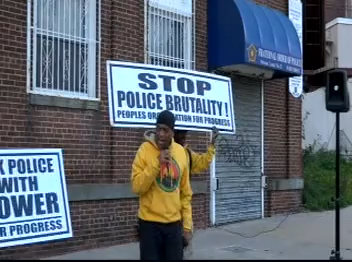 FRATERNAL ORDER OF POLICE
STOP
POLICE BRUTALITY!
PEOPLES ORGANIZATION FOR PROGRESS
K POLICE
WITH
OWER
R PROGRESS